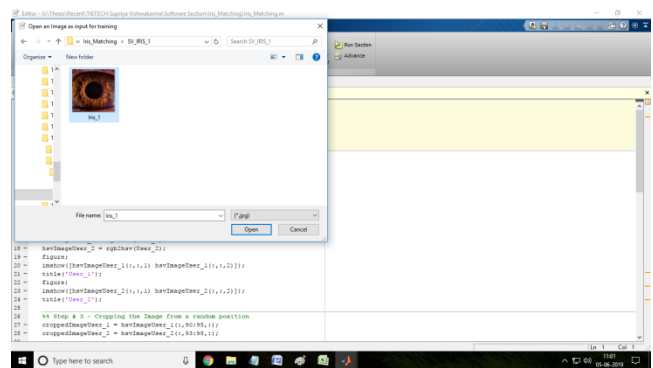 Editor - G:\Thesis\Recent\TIETECH Supriya Vishwakarma\Software Section\Iris_Matching\Iris_Matching.m
Open an Image as input for training
Iris_Matching › SV_IRIS_1
Search SV_IRIS_1
Run Section
Advance
Organize
New folder
Iris_1
File name: Iris_1
(*.jpg)
Open
Cancel
18 - hsvImageUser_2 = rgb2hsv(User_2);
19 - figure;
20 - imshow([hsvImageUser_1(:,:,1) hsvImageUser_1(:,:,2)]);
21 - title('User_1');
22 - figure;
23 - imshow([hsvImageUser_2(:,:,1) hsvImageUser_2(:,:,2)]);
24 - title('User_2');
25
26 %% Step # 3 - Cropping the Image from a random position
27 - croppedImageUser_1 = hsvImageUser_1(:,90:95,:);
28 - croppedImageUser_2 = hsvImageUser_2(:,93:98,:);
Ln 1 Col 1
Type here to search
11:01
05-06-2019